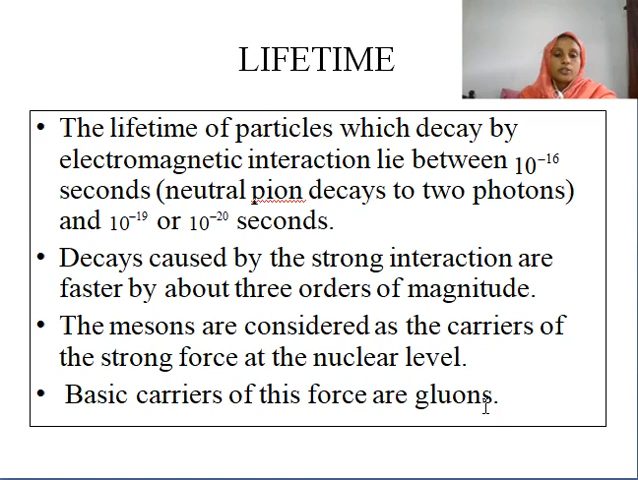 LIFETIME
• The lifetime of particles which decay by
electromagnetic interaction lie between 10⁻¹⁶
seconds (neutral pion decays to two photons)
and 10⁻¹⁹ or 10⁻²⁰ seconds.
• Decays caused by the strong interaction are
faster by about three orders of magnitude.
• The mesons are considered as the carriers of
the strong force at the nuclear level.
• Basic carriers of this force are gluons.